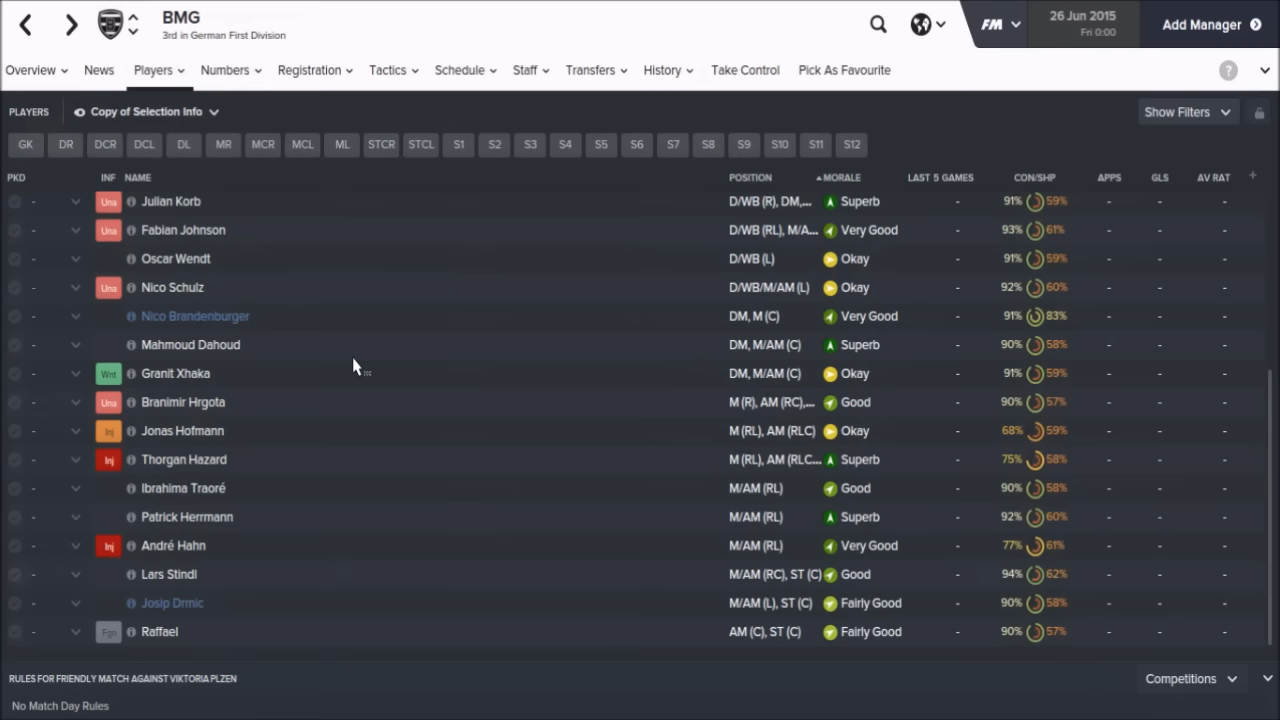 BMG
3rd in German First Division
FM
26 Jun 2015
Fri 0:00
Add Manager
Overview News Players Numbers Registration Tactics Schedule Staff Transfers History Take Control Pick As Favourite ?
PLAYERS Copy of Selection Info Show Filters
GK DR DCR DCL DL MR MCR MCL ML STCR STCL S1 S2 S3 S4 S5 S6 S7 S8 S9 S10 S11 S12
PKD INF NAME POSITION MORALE LAST 5 GAMES CON/SHP APPS GLS AV RAT +
- Una Julian Korb D/WB (R), DM,... Superb - 91% 59% - - -
- Una Fabian Johnson D/WB (RL), M/A... Very Good - 93% 61% - - -
- Oscar Wendt D/WB (L) Okay - 91% 59% - - -
- Una Nico Schulz D/WB/M/AM (L) Okay - 92% 60% - - -
- Nico Brandenburger DM, M (C) Very Good - 91% 83% - - -
- Mahmoud Dahoud DM, M/AM (C) Superb - 90% 58% - - -
- Wnt Granit Xhaka DM, M/AM (C) Okay - 91% 59% - - -
- Una Branimir Hrgota M (R), AM (RC),... Good - 90% 57% - - -
- Inj Jonas Hofmann M (RL), AM (RLC) Okay - 68% 59% - - -
- Inj Thorgan Hazard M (RL), AM (RLC... Superb - 75% 58% - - -
- Ibrahima Traoré M/AM (RL) Good - 90% 58% - - -
- Patrick Herrmann M/AM (RL) Superb - 92% 60% - - -
- Inj André Hahn M/AM (RL) Very Good - 77% 61% - - -
- Lars Stindl M/AM (RC), ST (C) Good - 94% 62% - - -
- Josip Drmic M/AM (L), ST (C) Fairly Good - 90% 58% - - -
- Fgn Raffael AM (C), ST (C) Fairly Good - 90% 57% - - -
RULES FOR FRIENDLY MATCH AGAINST VIKTORIA PLZEN Competitions
No Match Day Rules